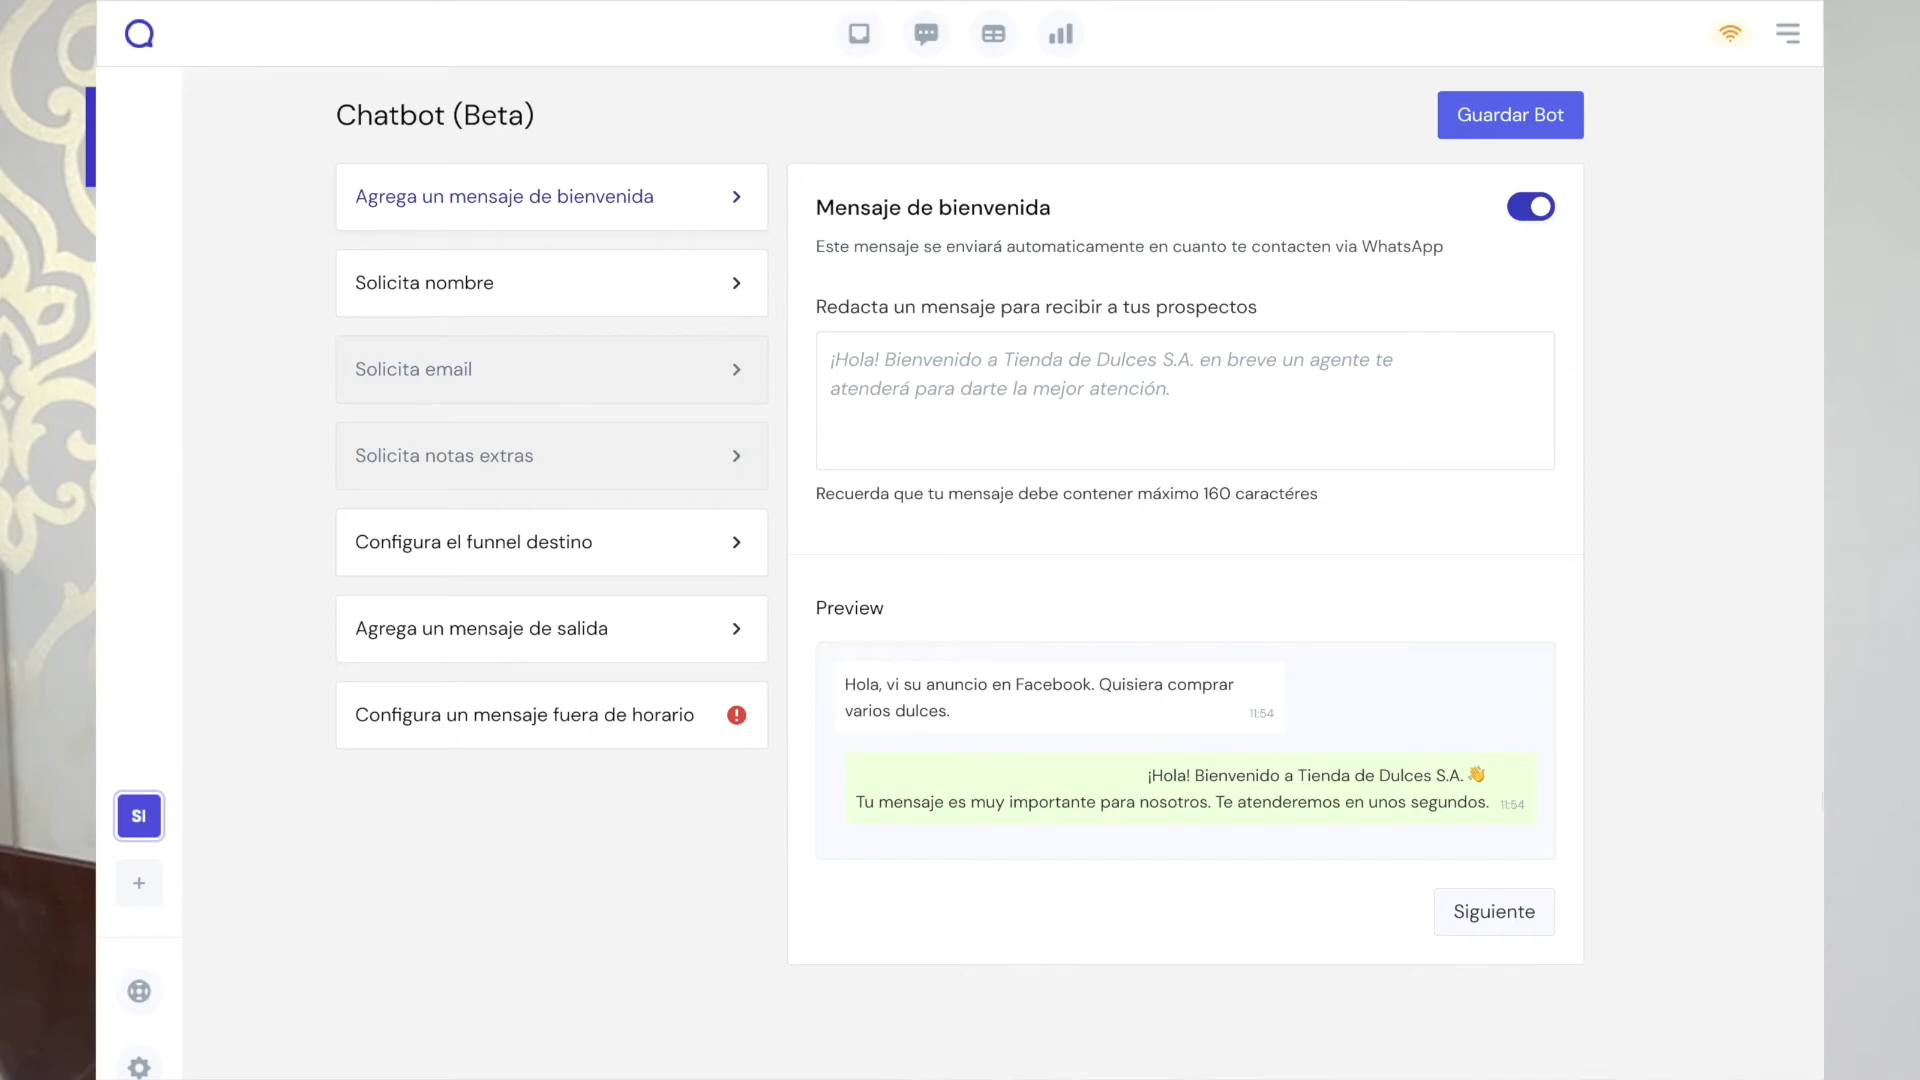 Chatbot (Beta)
Guardar Bot
Agrega un mensaje de bienvenida
Solicita nombre
Solicita email
Solicita notas extras
Configura el funnel destino
Agrega un mensaje de salida
Configura un mensaje fuera de horario
Mensaje de bienvenida
Este mensaje se enviará automaticamente en cuanto te contacten via WhatsApp
Redacta un mensaje para recibir a tus prospectos
¡Hola! Bienvenido a Tienda de Dulces S.A. en breve un agente te
atenderá para darte la mejor atención.
Recuerda que tu mensaje debe contener máximo 160 caractéres
Preview
Hola, vi su anuncio en Facebook. Quisiera comprar
varios dulces.
11:54
¡Hola! Bienvenido a Tienda de Dulces S.A. 👋
Tu mensaje es muy importante para nosotros. Te atenderemos en unos segundos.
11:54
Siguiente
SI